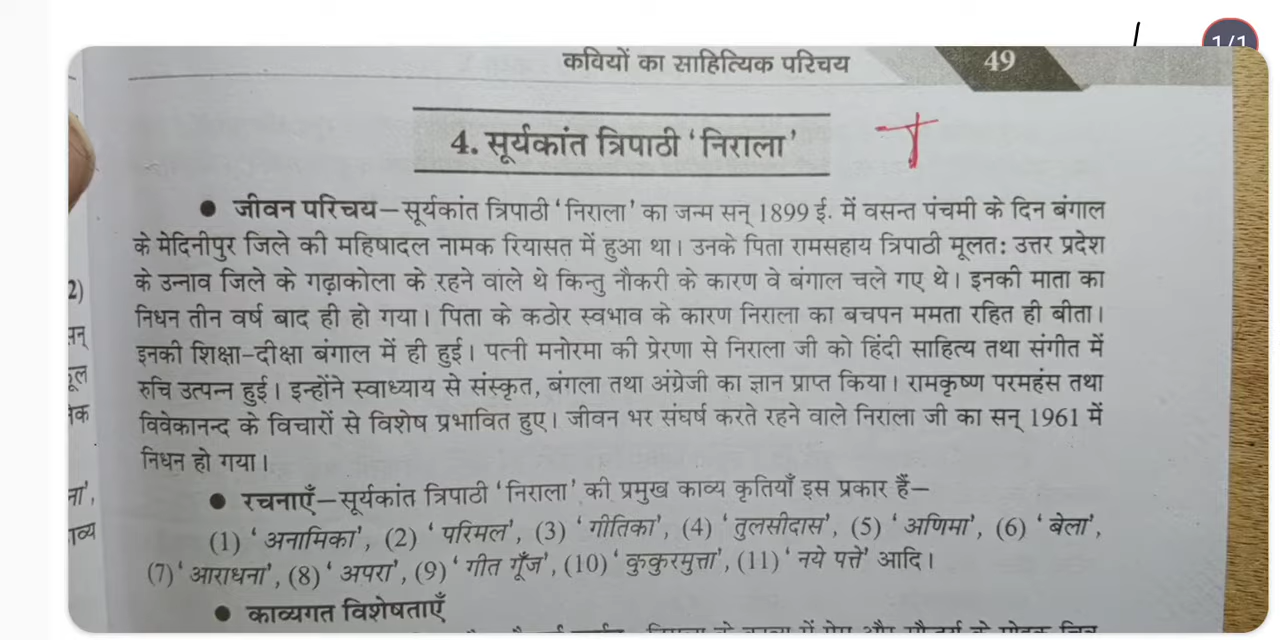 1/1
कवियों का साहित्यिक परिचय 49
4. सूर्यकांत त्रिपाठी ‘निराला’ T
● जीवन परिचय–सूर्यकांत त्रिपाठी ‘निराला’ का जन्म सन् 1899 ई. में वसन्त पंचमी के दिन बंगाल
के मेदिनीपुर जिले की महिषादल नामक रियासत में हुआ था। उनके पिता रामसहाय त्रिपाठी मूलतः उत्तर प्रदेश
के उन्नाव जिले के गढ़ाकोला के रहने वाले थे किन्तु नौकरी के कारण वे बंगाल चले गए थे। इनकी माता का
निधन तीन वर्ष बाद ही हो गया। पिता के कठोर स्वभाव के कारण निराला का बचपन ममता रहित ही बीता।
इनकी शिक्षा-दीक्षा बंगाल में ही हुई। पत्नी मनोरमा की प्रेरणा से निराला जी को हिंदी साहित्य तथा संगीत में
रुचि उत्पन्न हुई। इन्होंने स्वाध्याय से संस्कृत, बंगला तथा अंग्रेजी का ज्ञान प्राप्त किया। रामकृष्ण परमहंस तथा
विवेकानन्द के विचारों से विशेष प्रभावित हुए। जीवन भर संघर्ष करते रहने वाले निराला जी का सन् 1961 में
निधन हो गया।
● रचनाएँ–सूर्यकांत त्रिपाठी ‘निराला’ की प्रमुख काव्य कृतियाँ इस प्रकार हैं–
(1) ‘अनामिका’, (2) ‘परिमल’, (3) ‘गीतिका’, (4) ‘तुलसीदास’, (5) ‘अणिमा’, (6) ‘बेला’,
(7) ‘आराधना’, (8) ‘अपरा’, (9) ‘गीत गूँज’, (10) ‘कुकुरमुत्ता’, (11) ‘नये पत्ते’ आदि।
● काव्यगत विशेषताएँ